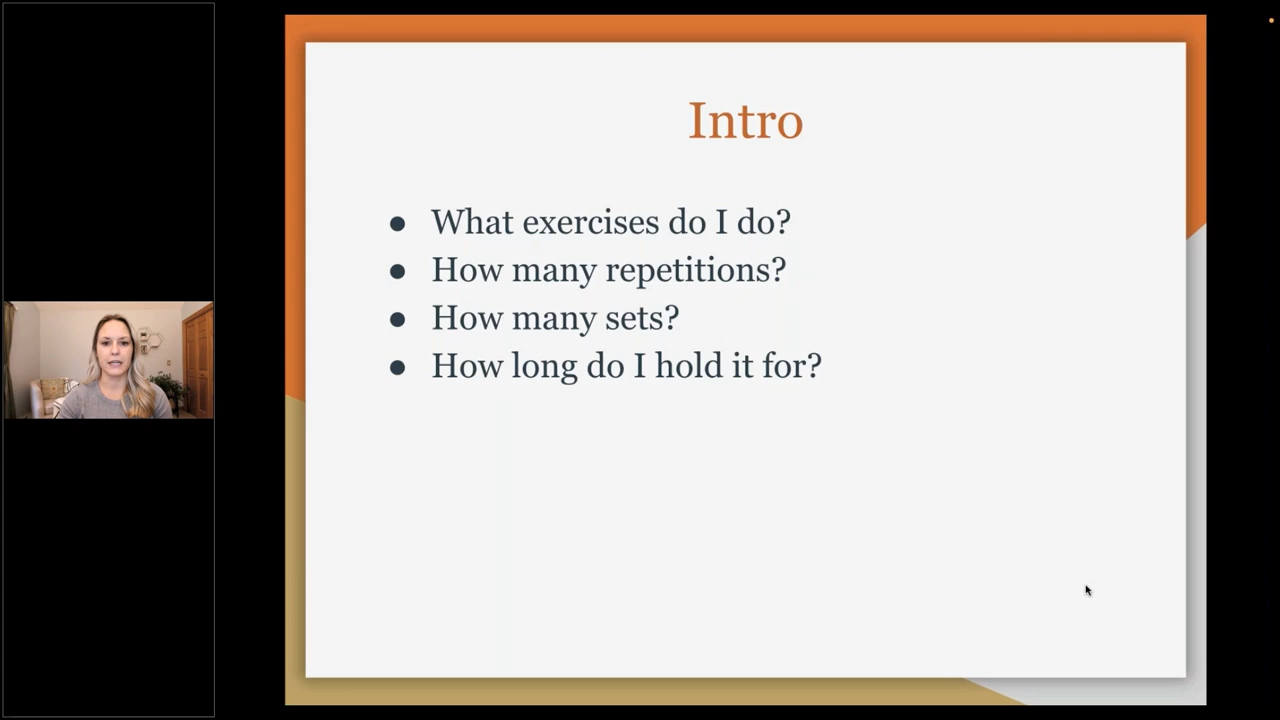 Intro
● What exercises do I do?
● How many repetitions?
● How many sets?
● How long do I hold it for?